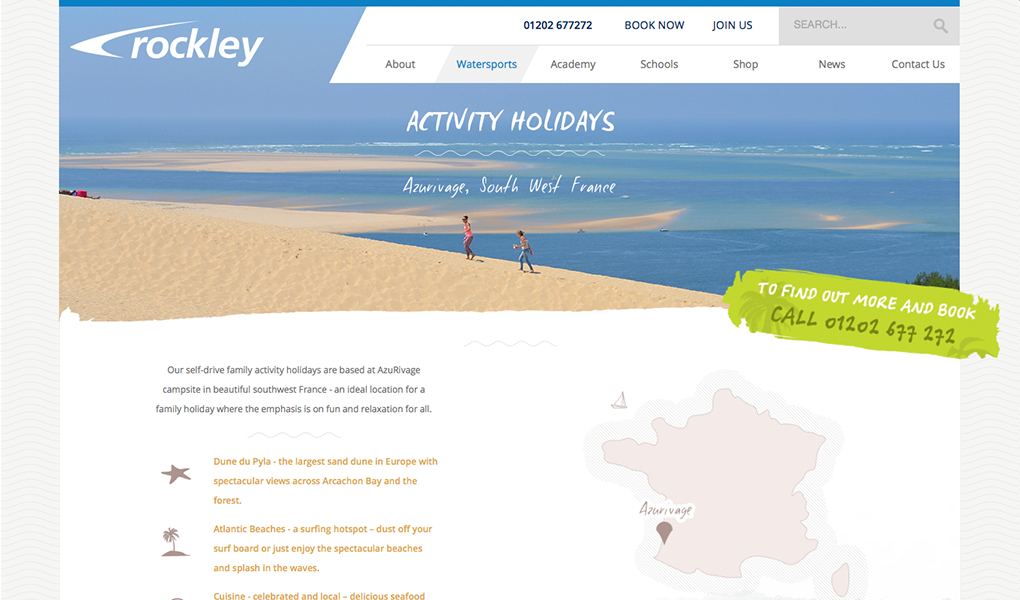 rockley
01202 677272 BOOK NOW JOIN US SEARCH...
About Watersports Academy Schools Shop News Contact Us
ACTIVITY HOLIDAYS
Azurivage, South West France
TO FIND OUT MORE AND BOOK
CALL 01202 677 272
Our self-drive family activity holidays are based at AzuRivage
campsite in beautiful southwest France - an ideal location for a
family holiday where the emphasis is on fun and relaxation for all.
Dune du Pyla - the largest sand dune in Europe with
spectacular views across Arcachon Bay and the
forest.
Atlantic Beaches - a surfing hotspot – dust off your
surf board or just enjoy the spectacular beaches
and splash in the waves.
Cuisine - celebrated and local – delicious seafood
Azurivage